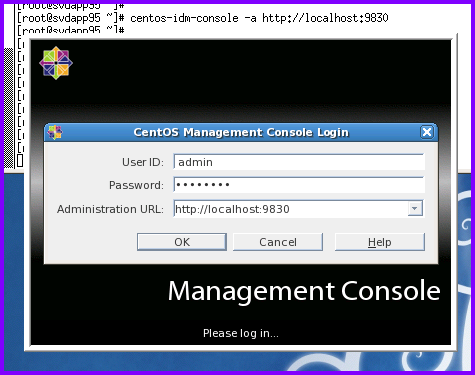 [root@svdapp95 ~]#
[root@svdapp95 ~]# centos-idm-console -a http://localhost:9830
[root@svdapp95 ~]#
CentOS Management Console Login
User ID: admin
Password: ••••••••
Administration URL: http://localhost:9830
OK Cancel Help
Management Console
Please log in...